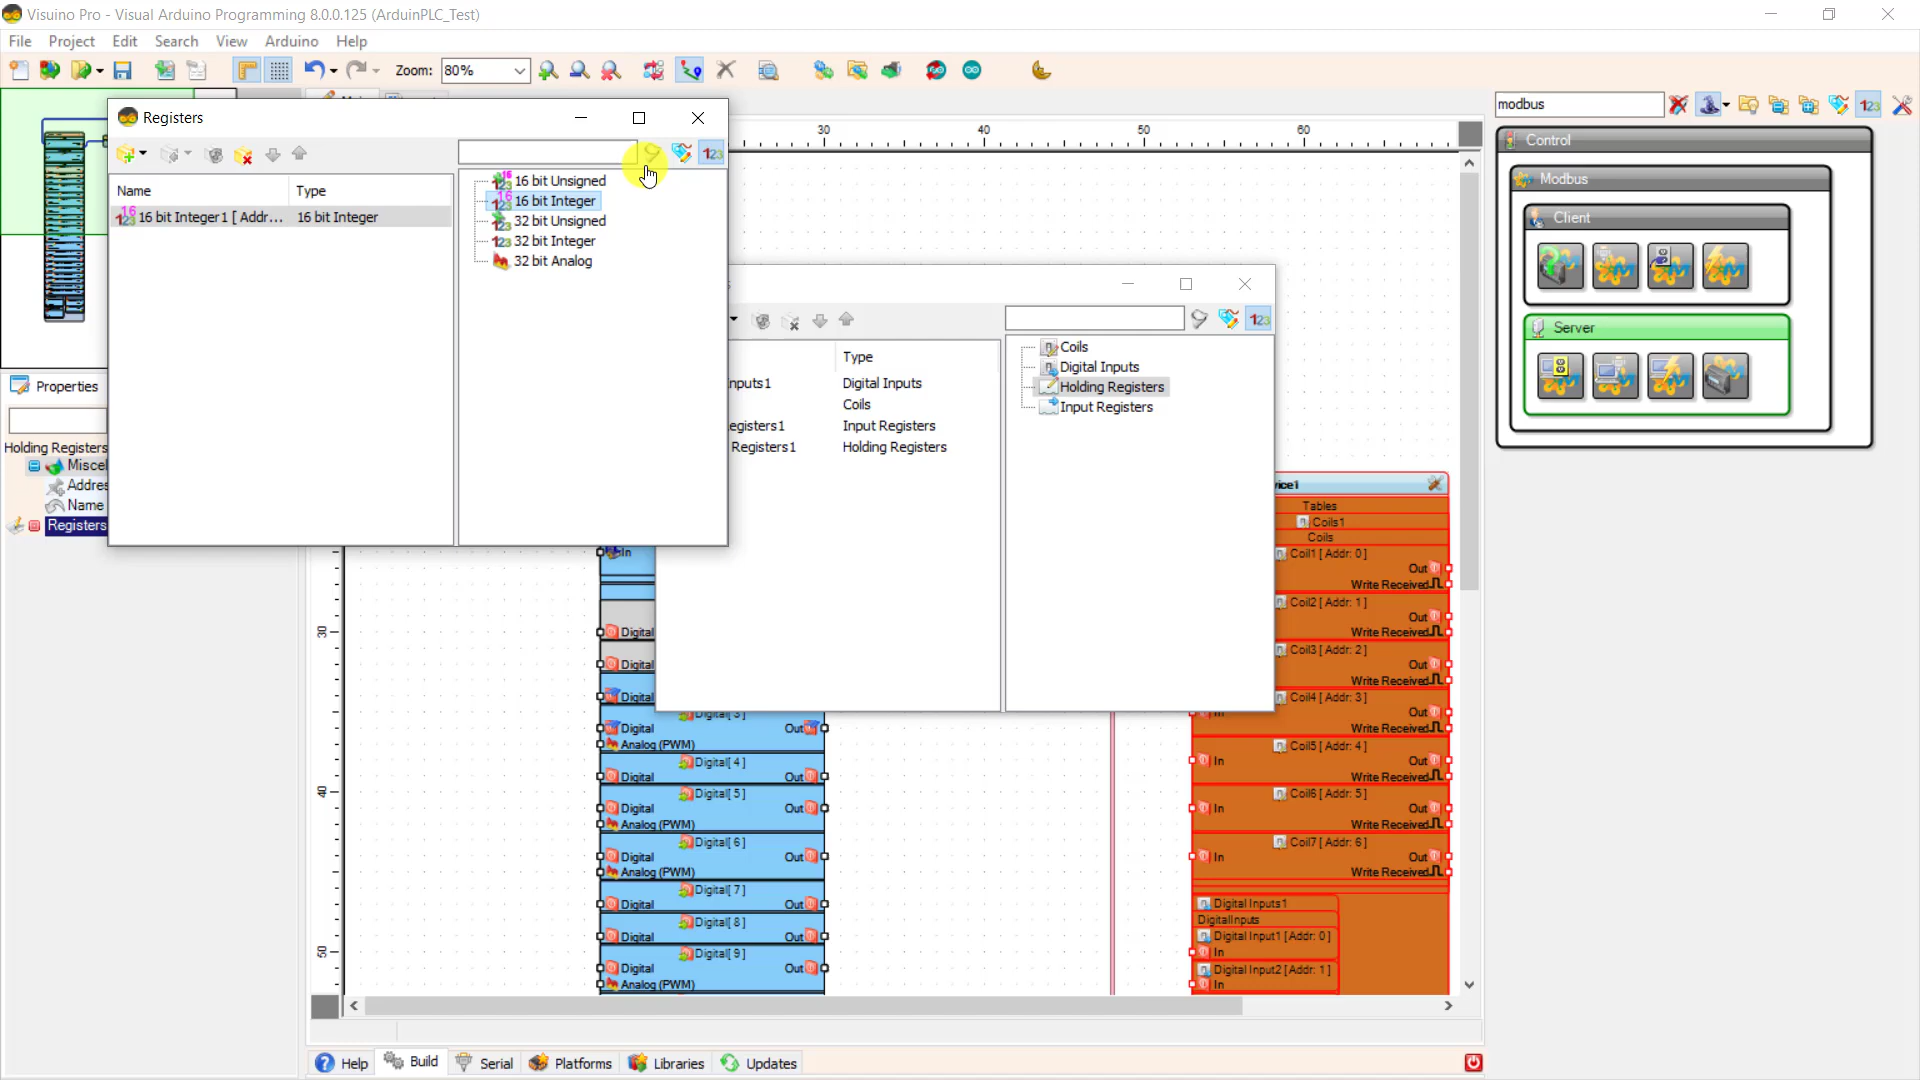 Visuino Pro - Visual Arduino Programming 8.0.0.125 (ArduinPLC_Test)
File Project Edit Search View Arduino Help
Zoom: 80%
modbus
Registers
Name Type
16 bit Integer1 [ Addr... 16 bit Integer
16 bit Unsigned
16 bit Integer
32 bit Unsigned
32 bit Integer
32 bit Analog
30 40 50 60
Control
Modbus
Client
Server
Properties
Holding Registers
Name
Registers
Type
Digital Inputs
Coils
Input Registers
Registers1 Holding Registers
Coils
Digital Inputs
Holding Registers
Input Registers
Tables
Coils1
Coils
Coil1 [ Addr: 0 ]
Out
Write Received
Coil2 [ Addr: 1 ]
Out
Write Received
Coil3 [ Addr: 2 ]
Out
Write Received
Coil4 [ Addr: 3 ]
Out
Write Received
Coil5 [ Addr: 4 ]
In Out
Write Received
Coil6 [ Addr: 5 ]
In Out
Write Received
Coil7 [ Addr: 6 ]
In Out
Write Received
Digital Inputs1
DigitalInputs
Digital Input1 [ Addr: 0 ]
In
Digital Input2 [ Addr: 1 ]
In
30
40
50
In
Digital
Digital
Digital
Digital[ 3 ]
Digital Out
Analog (PWM)
Digital[ 4 ]
Digital Out
Digital[ 5 ]
Digital Out
Analog (PWM)
Digital[ 6 ]
Digital Out
Analog (PWM)
Digital[ 7 ]
Digital Out
Digital[ 8 ]
Digital Out
Digital[ 9 ]
Digital Out
Analog (PWM)
Help Build Serial Platforms Libraries Updates